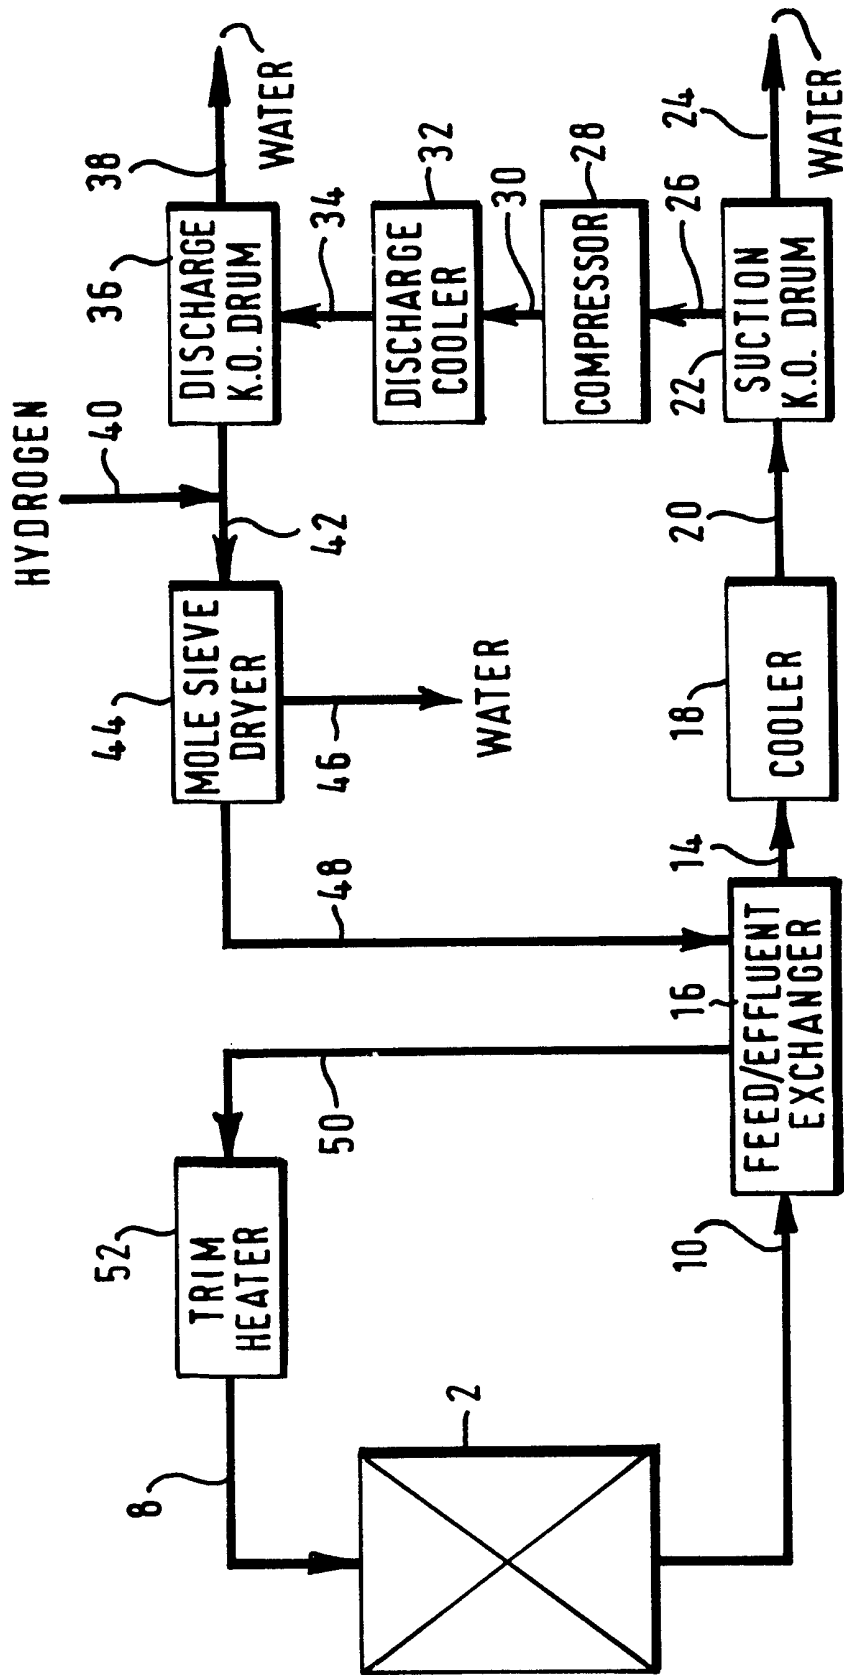 HYDROGEN
40
8
52
TRIM
HEATER
44
MOLE SIEVE
DRYER
36
DISCHARGE
K.O. DRUM
38
WATER
42
50
48
46
WATER
34
32
DISCHARGE
COOLER
2
30
28
COMPRESSOR
10
16
FEED/EFFLUENT
EXCHANGER
14
18
COOLER
20
22
SUCTION
K.O. DRUM
26
24
WATER